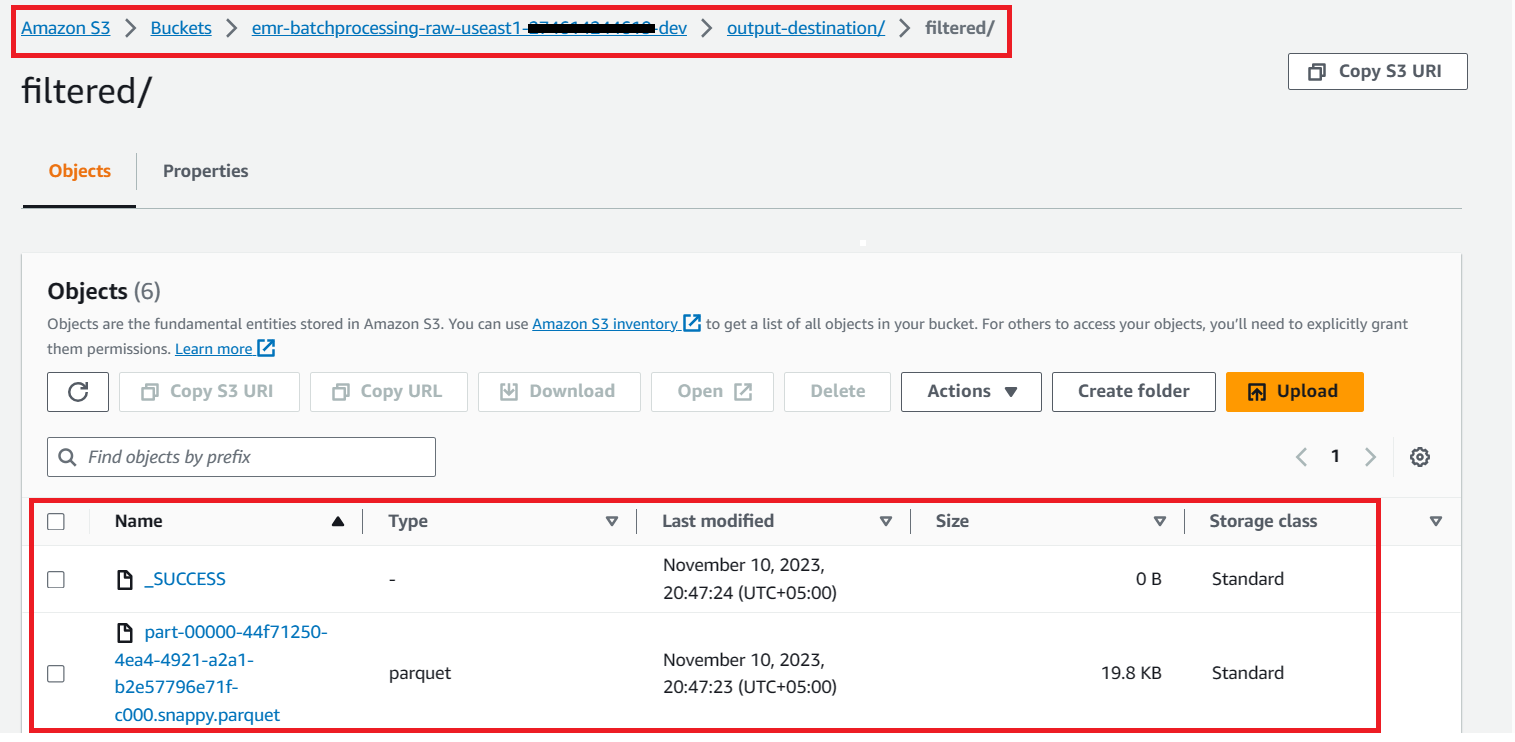 Amazon S3 > Buckets > emr-batchprocessing-raw-useast1- -dev > output-destination/ > filtered/
filtered/
Copy S3 URI
Objects
Properties
Objects (6)
Objects are the fundamental entities stored in Amazon S3. You can use Amazon S3 inventory to get a list of all objects in your bucket. For others to access your objects, you'll need to explicitly grant
them permissions. Learn more
Copy S3 URI Copy URL Download Open Delete Actions Create folder Upload
Find objects by prefix
1
Name Type Last modified Size Storage class
_SUCCESS - November 10, 2023, 0 B Standard
20:47:24 (UTC+05:00)
part-00000-44f71250-
4ea4-4921-a2a1-
b2e57796e71f-
c000.snappy.parquet
parquet
November 10, 2023,
20:47:23 (UTC+05:00)
19.8 KB
Standard